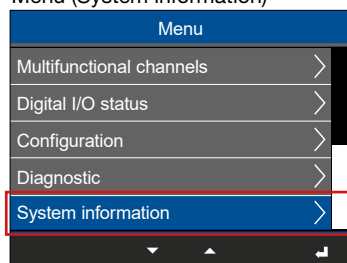 Menu (System information)
Menu
Multifunctional channels
Digital I/O status
Configuration
Diagnostic
System information